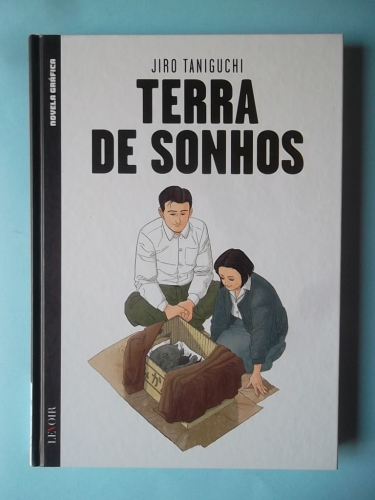 JIRO TANIGUCHI
TERRA
DE SONHOS
NOVELA GRÁFICA
LEVOIR